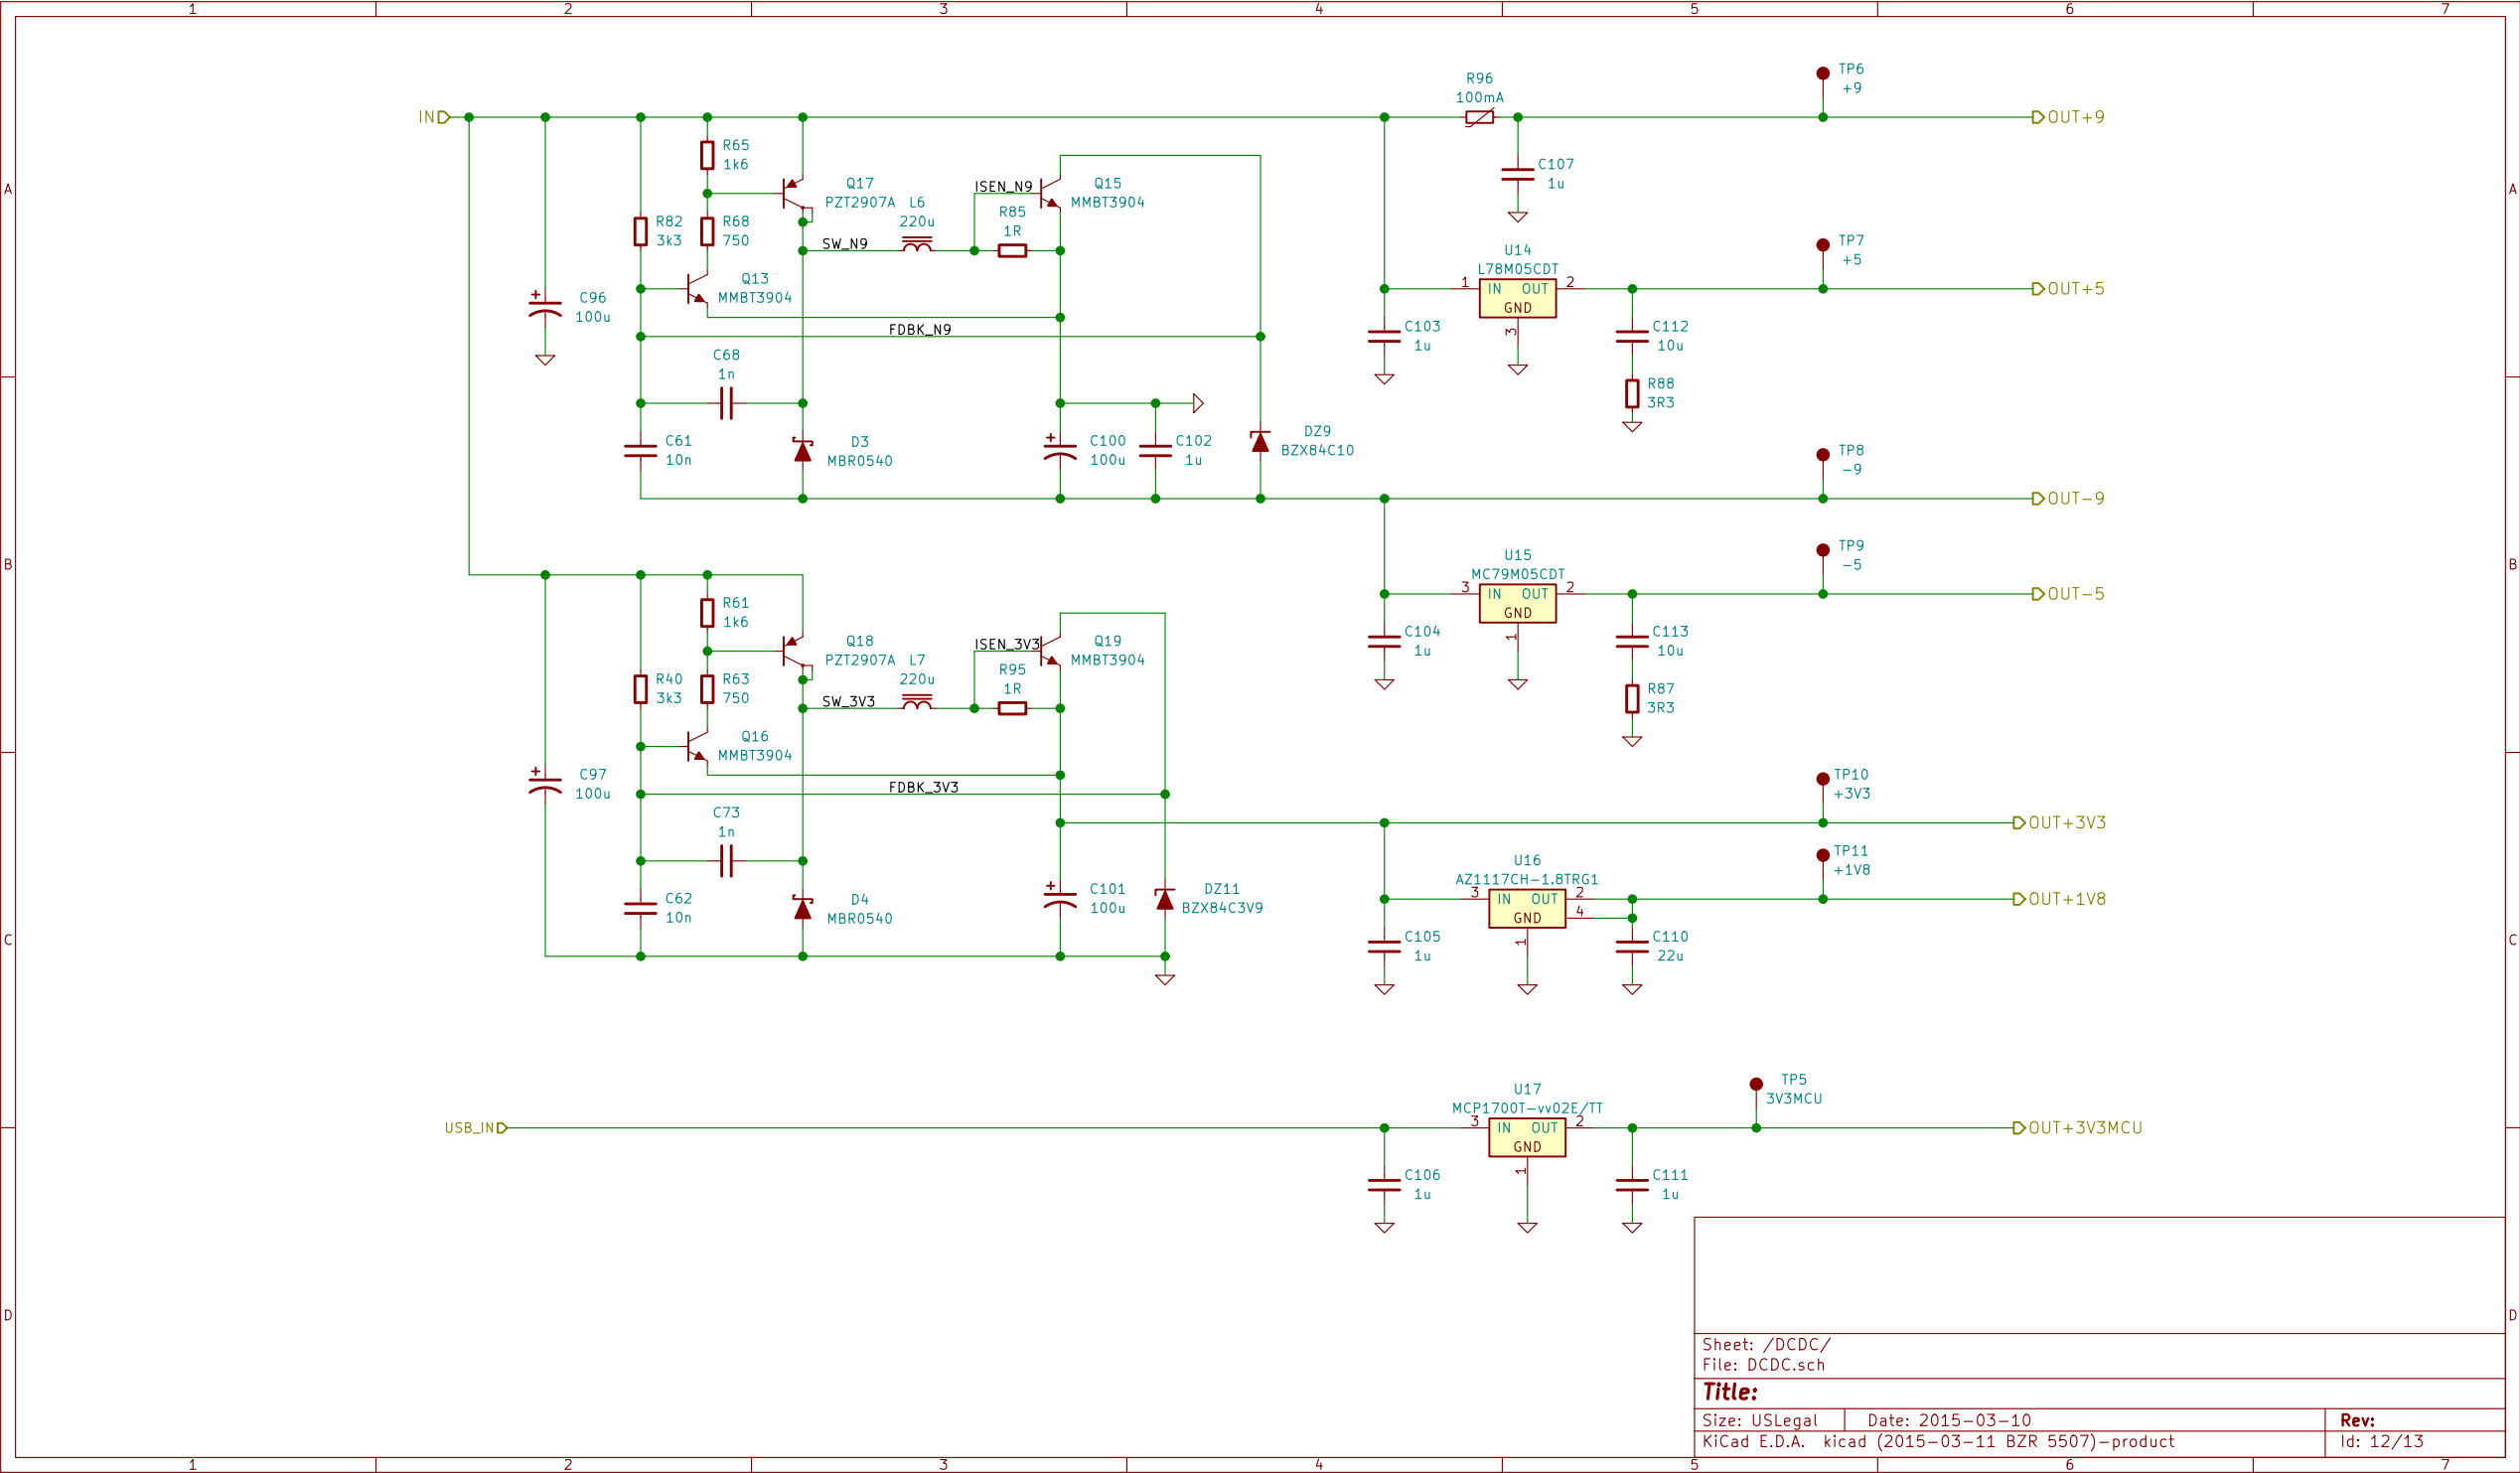 1 2 3 4 5 6 7
A
B
C
D
IN
C96
100u
R82
3k3
R65
1k6
R68
750
Q13
MMBT3904
Q17
PZT2907A
L6
220u
SW_N9
ISEN_N9
R85
1R
Q15
MMBT3904
FDBK_N9
C68
1n
C61
10n
D3
MBR0540
C100
100u
C102
1u
DZ9
BZX84C10
R96
100mA
C107
1u
TP6
+9
OUT+9
U14
L78M05CDT
1 IN OUT 2
GND
3
C103
1u
C112
10u
R88
3R3
TP7
+5
OUT+5
TP8
-9
OUT-9
U15
MC79M05CDT
3 IN OUT 2
GND
1
C104
1u
C113
10u
R87
3R3
TP9
-5
OUT-5
C97
100u
R40
3k3
R61
1k6
R63
750
Q16
MMBT3904
Q18
PZT2907A
L7
220u
SW_3V3
ISEN_3V3
R95
1R
Q19
MMBT3904
FDBK_3V3
C73
1n
C62
10n
D4
MBR0540
C101
100u
DZ11
BZX84C3V9
TP10
+3V3
OUT+3V3
U16
AZ1117CH-1.8TRG1
3 IN OUT 2
4
GND
1
C105
1u
C110
22u
TP11
+1V8
OUT+1V8
USB_IN
U17
MCP1700T-vv02E/TT
3 IN OUT 2
GND
1
C106
1u
C111
1u
TP5
3V3MCU
OUT+3V3MCU
A
B
C
D
Sheet: /DCDC/
File: DCDC.sch
Title:
Size: USLegal Date: 2015-03-10 Rev:
KiCad E.D.A. kicad (2015-03-11 BZR 5507)-product Id: 12/13
1 2 3 4 5 6 7